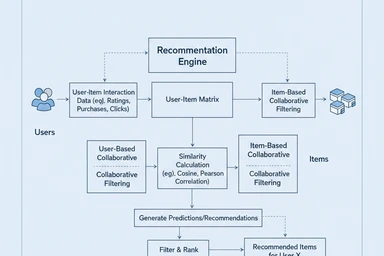 Recommentation
Engine
User-Item Interaction
Data (eq(, Ratings,
Purchases, Clicks)
User-Item Matrix
Item-Based
Collaborative
Filtering
Users
User-Based
Collaborative
Collaborative
Filtering
Similarity
Calculation
(eg), Cosine, Pearson
Correlation)
Item-Based
Collaborative
Collaborative
Filtering
Items
Generate Predictions/Recommendations
Filter & Rank
Recommended Items
for User X